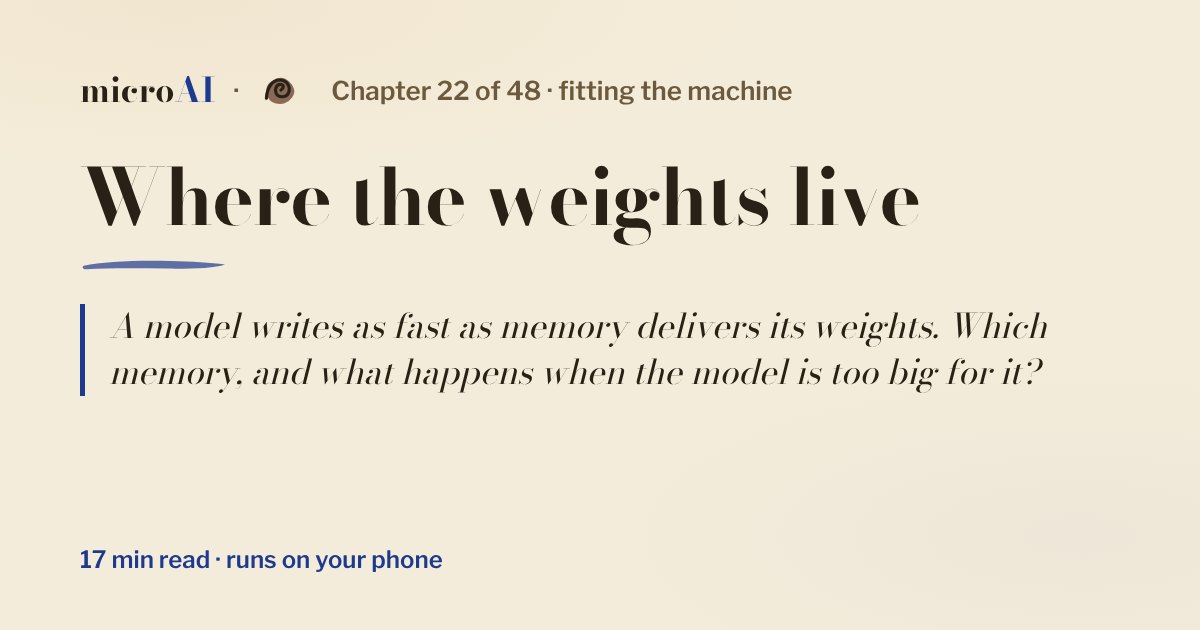 microAI · Chapter 22 of 48 · fitting the machine
Where the weights live
A model writes as fast as memory delivers its weights. Which
memory, and what happens when the model is too big for it?
17 min read · runs on your phone